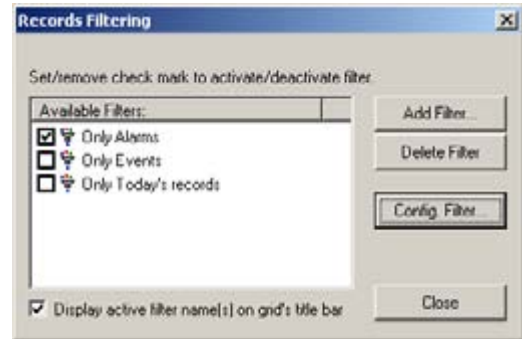 Records Filtering
Set/remove check mark to activate/deactivate filter.
Available Filters:
Only Alarms
Only Events
Only Today's records
Add Filter...
Delete Filter
Config. Filter...
Display active filter name(s) on grid's title bar
Close